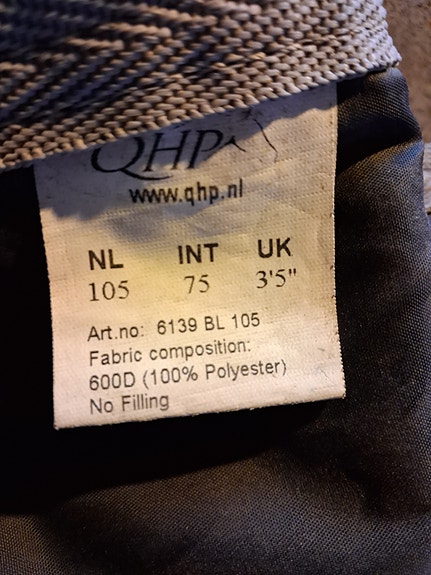 QHP
www.qhp.nl
NL INT UK
105 75 3'5"
Art.no: 6139 BL 105
Fabric composition:
600D (100% Polyester)
No Filling